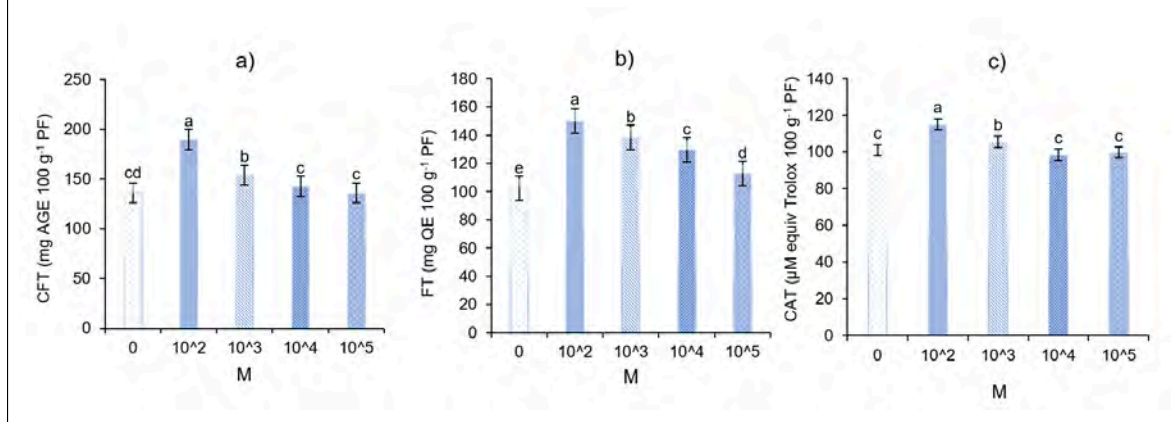 a)
250
200
150
100
50
0
CFT (mg AGE 100 g⁻¹ PF)
cd
a
b
c
c
0 10^2 10^3 10^4 10^5
M
b)
180
160
140
120
100
80
60
40
20
0
FT (mg QE 100 g⁻¹ PF)
e
a
b
c
d
0 10^2 10^3 10^4 10^5
M
c)
140
120
100
80
60
40
20
0
CAT (µM equiv Trolox 100 g⁻¹ PF)
c
a
b
c
c
0 10^2 10^3 10^4 10^5
M